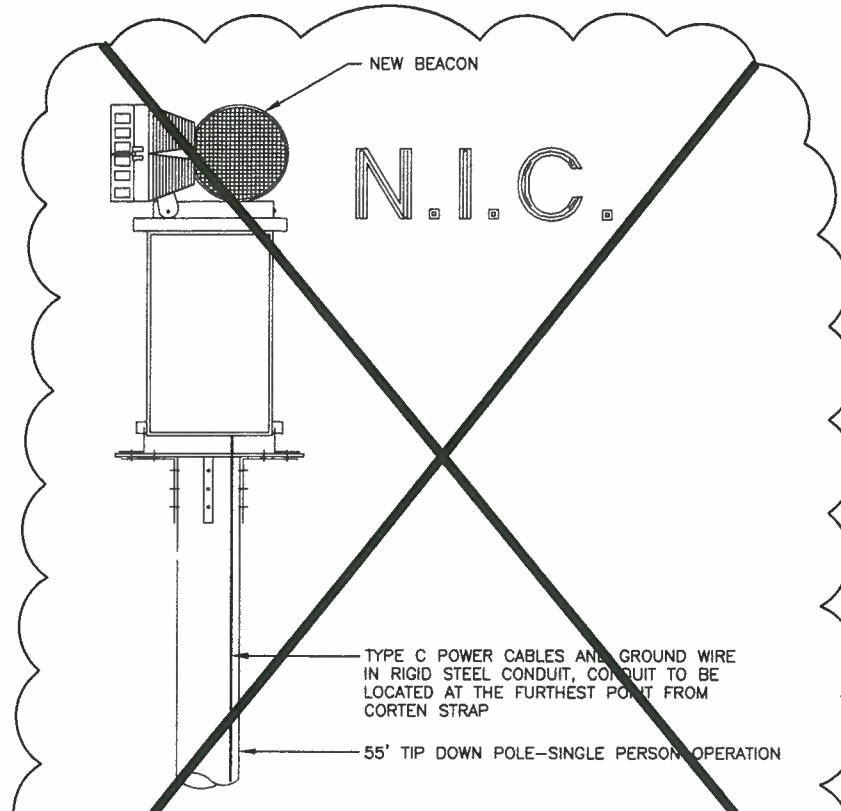 NEW BEACON
N.I.C.
TYPE C POWER CABLES AND GROUND WIRE
IN RIGID STEEL CONDUIT, CONDUIT TO BE
LOCATED AT THE FURTHEST POINT FROM
CORTEN STRAP
55' TIP DOWN POLE-SINGLE PERSON OPERATION